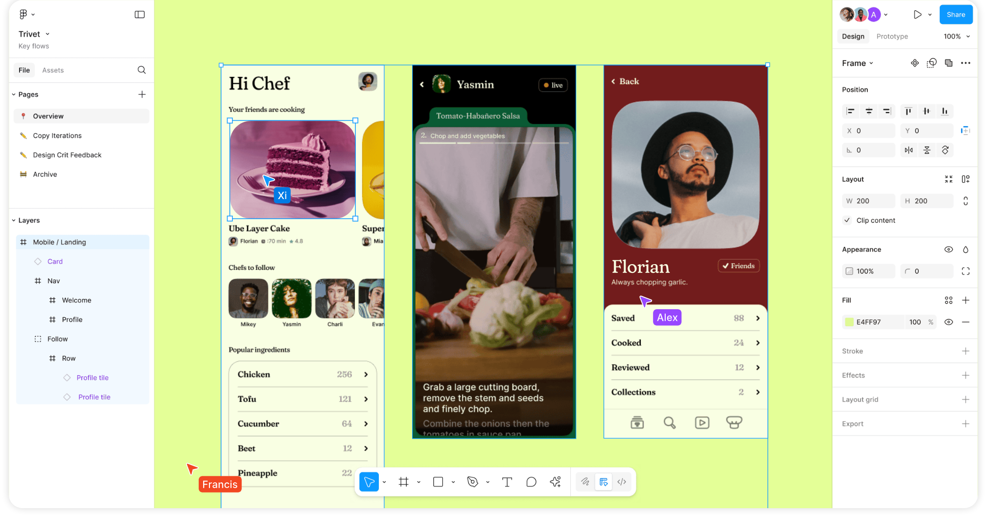 Trivet
Key flows
File
Assets
Pages
Overview
Copy Iterations
Design Crit Feedback
Archive
Layers
Mobile / Landing
Card
Nav
Welcome
Profile
Follow
Row
Profile tile
Profile tile
Hi Chef
Your friends are cooking
Xi
Ube Layer Cake
Super
Florian :70 min 4.8
Mia
Chefs to follow
Mikey
Yasmin
Charli
Evan
Popular ingredients
Chicken 256
Tofu 121
Cucumber 64
Beet 12
Pineapple 22
Francis
Yasmin
live
Tomato-Habañero Salsa
2. Chop and add vegetables
Grab a large cutting board,
remove the stem and seeds
and finely chop.
Combine the onions then the
tomatoes in sauce pan
Back
Florian
Friends
Always chopping garlic.
Alex
Saved 88
Cooked 24
Reviewed 12
Collections 2
A
Share
Design
Prototype
100%
Frame
Position
X 0
Y 0
0
Layout
W 200
H 200
Clip content
Appearance
100%
0
Fill
E4FF97 100 %
Stroke
Effects
Layout grid
Export